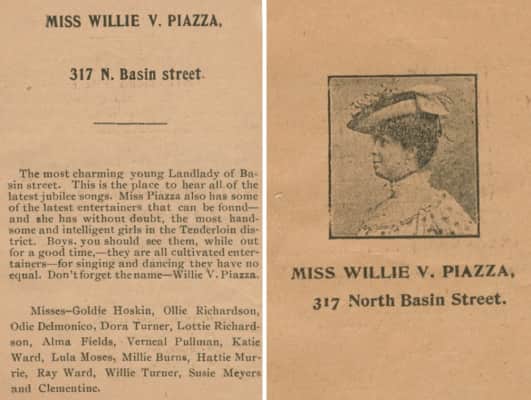 MISS WILLIE V. PIAZZA,
317 N. Basin street.
The most charming young Landlady of Ba-
sin street. This is the place to hear all of the
latest jubilee songs. Miss Piazza also has some
of the latest entertainers that can be found—
and she has without doubt, the most hand-
some and intelligent girls in the Tenderloin dis-
trict. Boys. you should see them, while out
for a good time,—they are all cultivated enter-
tainers—for singing and dancing they have no
equal. Don't forget the name—Willie V. Piazza.
Misses—Goldie Hoskin, Ollie Richardson,
Odie Delmonico, Dora Turner, Lottie Richard-
son, Alma Fields, Verneal Pullman, Katie
Ward, Lula Moses, Millie Burns, Hattie Mur-
rie, Ray Ward, Willie Turner, Susie Meyers
and Clementine.
MISS WILLIE V. PIAZZA,
317 North Basin Street.